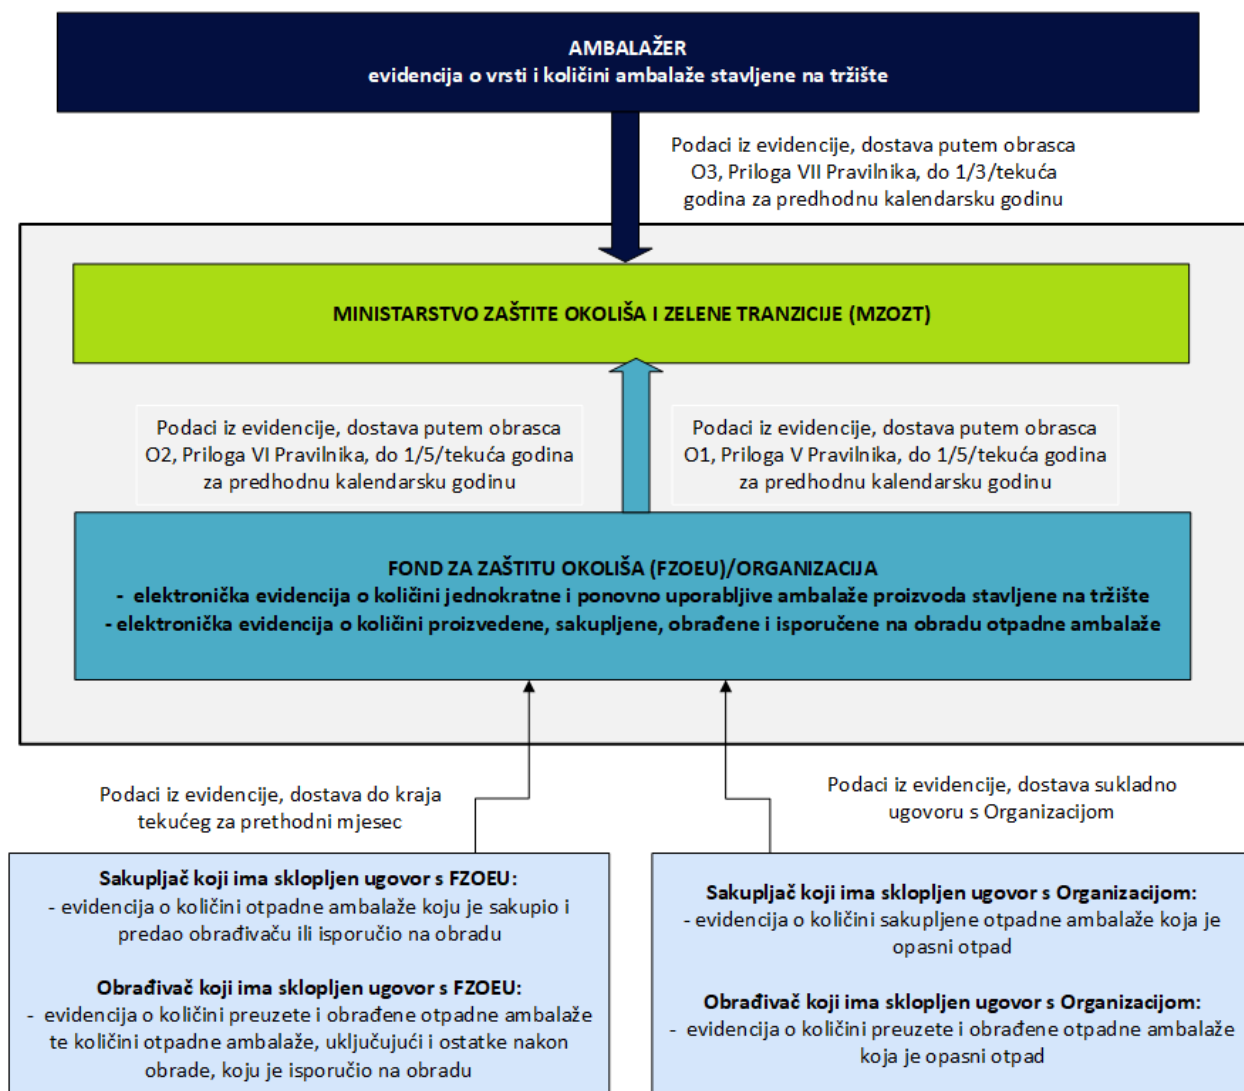 AMBALAŽER
evidencija o vrsti i količini ambalaže stavljene na tržište
Podaci iz evidencije, dostava putem obrasca
O3, Priloga VII Pravilnika, do 1/3/tekuća
godina za predhodnu kalendarsku godinu
MINISTARSTVO ZAŠTITE OKOLIŠA I ZELENE TRANZICIJE (MZOZT)
Podaci iz evidencije, dostava putem obrasca
O2, Priloga VI Pravilnika, do 1/5/tekuća godina
za predhodnu kalendarsku godinu
Podaci iz evidencije, dostava putem obrasca
O1, Priloga V Pravilnika, do 1/5/tekuća godina
za predhodnu kalendarsku godinu
FOND ZA ZAŠTITU OKOLIŠA (FZOEU)/ORGANIZACIJA
- elektronička evidencija o količini jednokratne i ponovno uporabljive ambalaže proizvoda stavljene na tržište
- elektronička evidencija o količini proizvedene, sakupljene, obrađene i isporučene na obradu otpadne ambalaže
Podaci iz evidencije, dostava do kraja
tekućeg za prethodni mjesec
Podaci iz evidencije, dostava sukladno
ugovoru s Organizacijom
Sakupljač koji ima sklopljen ugovor s FZOEU:
- evidencija o količini otpadne ambalaže koju je sakupio i
predao obrađivaču ili isporučio na obradu
Obrađivač koji ima sklopljen ugovor s FZOEU:
- evidencija o količini preuzete i obrađene otpadne ambalaže
te količini otpadne ambalaže, uključujući i ostatke nakon
obrade, koju je isporučio na obradu
Sakupljač koji ima sklopljen ugovor s Organizacijom:
- evidencija o količini sakupljene otpadne ambalaže koja je
opasni otpad
Obrađivač koji ima sklopljen ugovor s Organizacijom:
- evidencija o količini preuzete i obrađene otpadne ambalaže
koja je opasni otpad